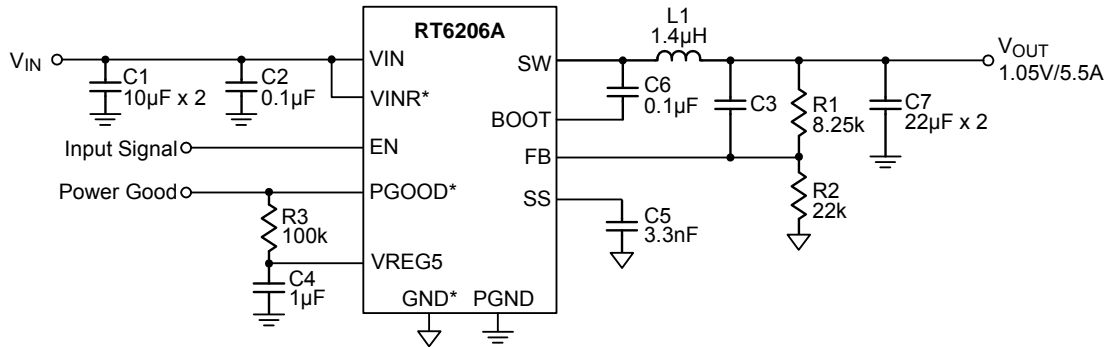 RT6206A
V_IN
VIN
SW
L1
1.4µH
V_OUT
1.05V/5.5A
C1
10µF x 2
C2
0.1µF
VINR*
C6
0.1µF
C3
R1
8.25k
C7
22µF x 2
BOOT
Input Signal
EN
FB
Power Good
PGOOD*
SS
R2
22k
R3
100k
C5
3.3nF
VREG5
C4
1µF
GND*
PGND